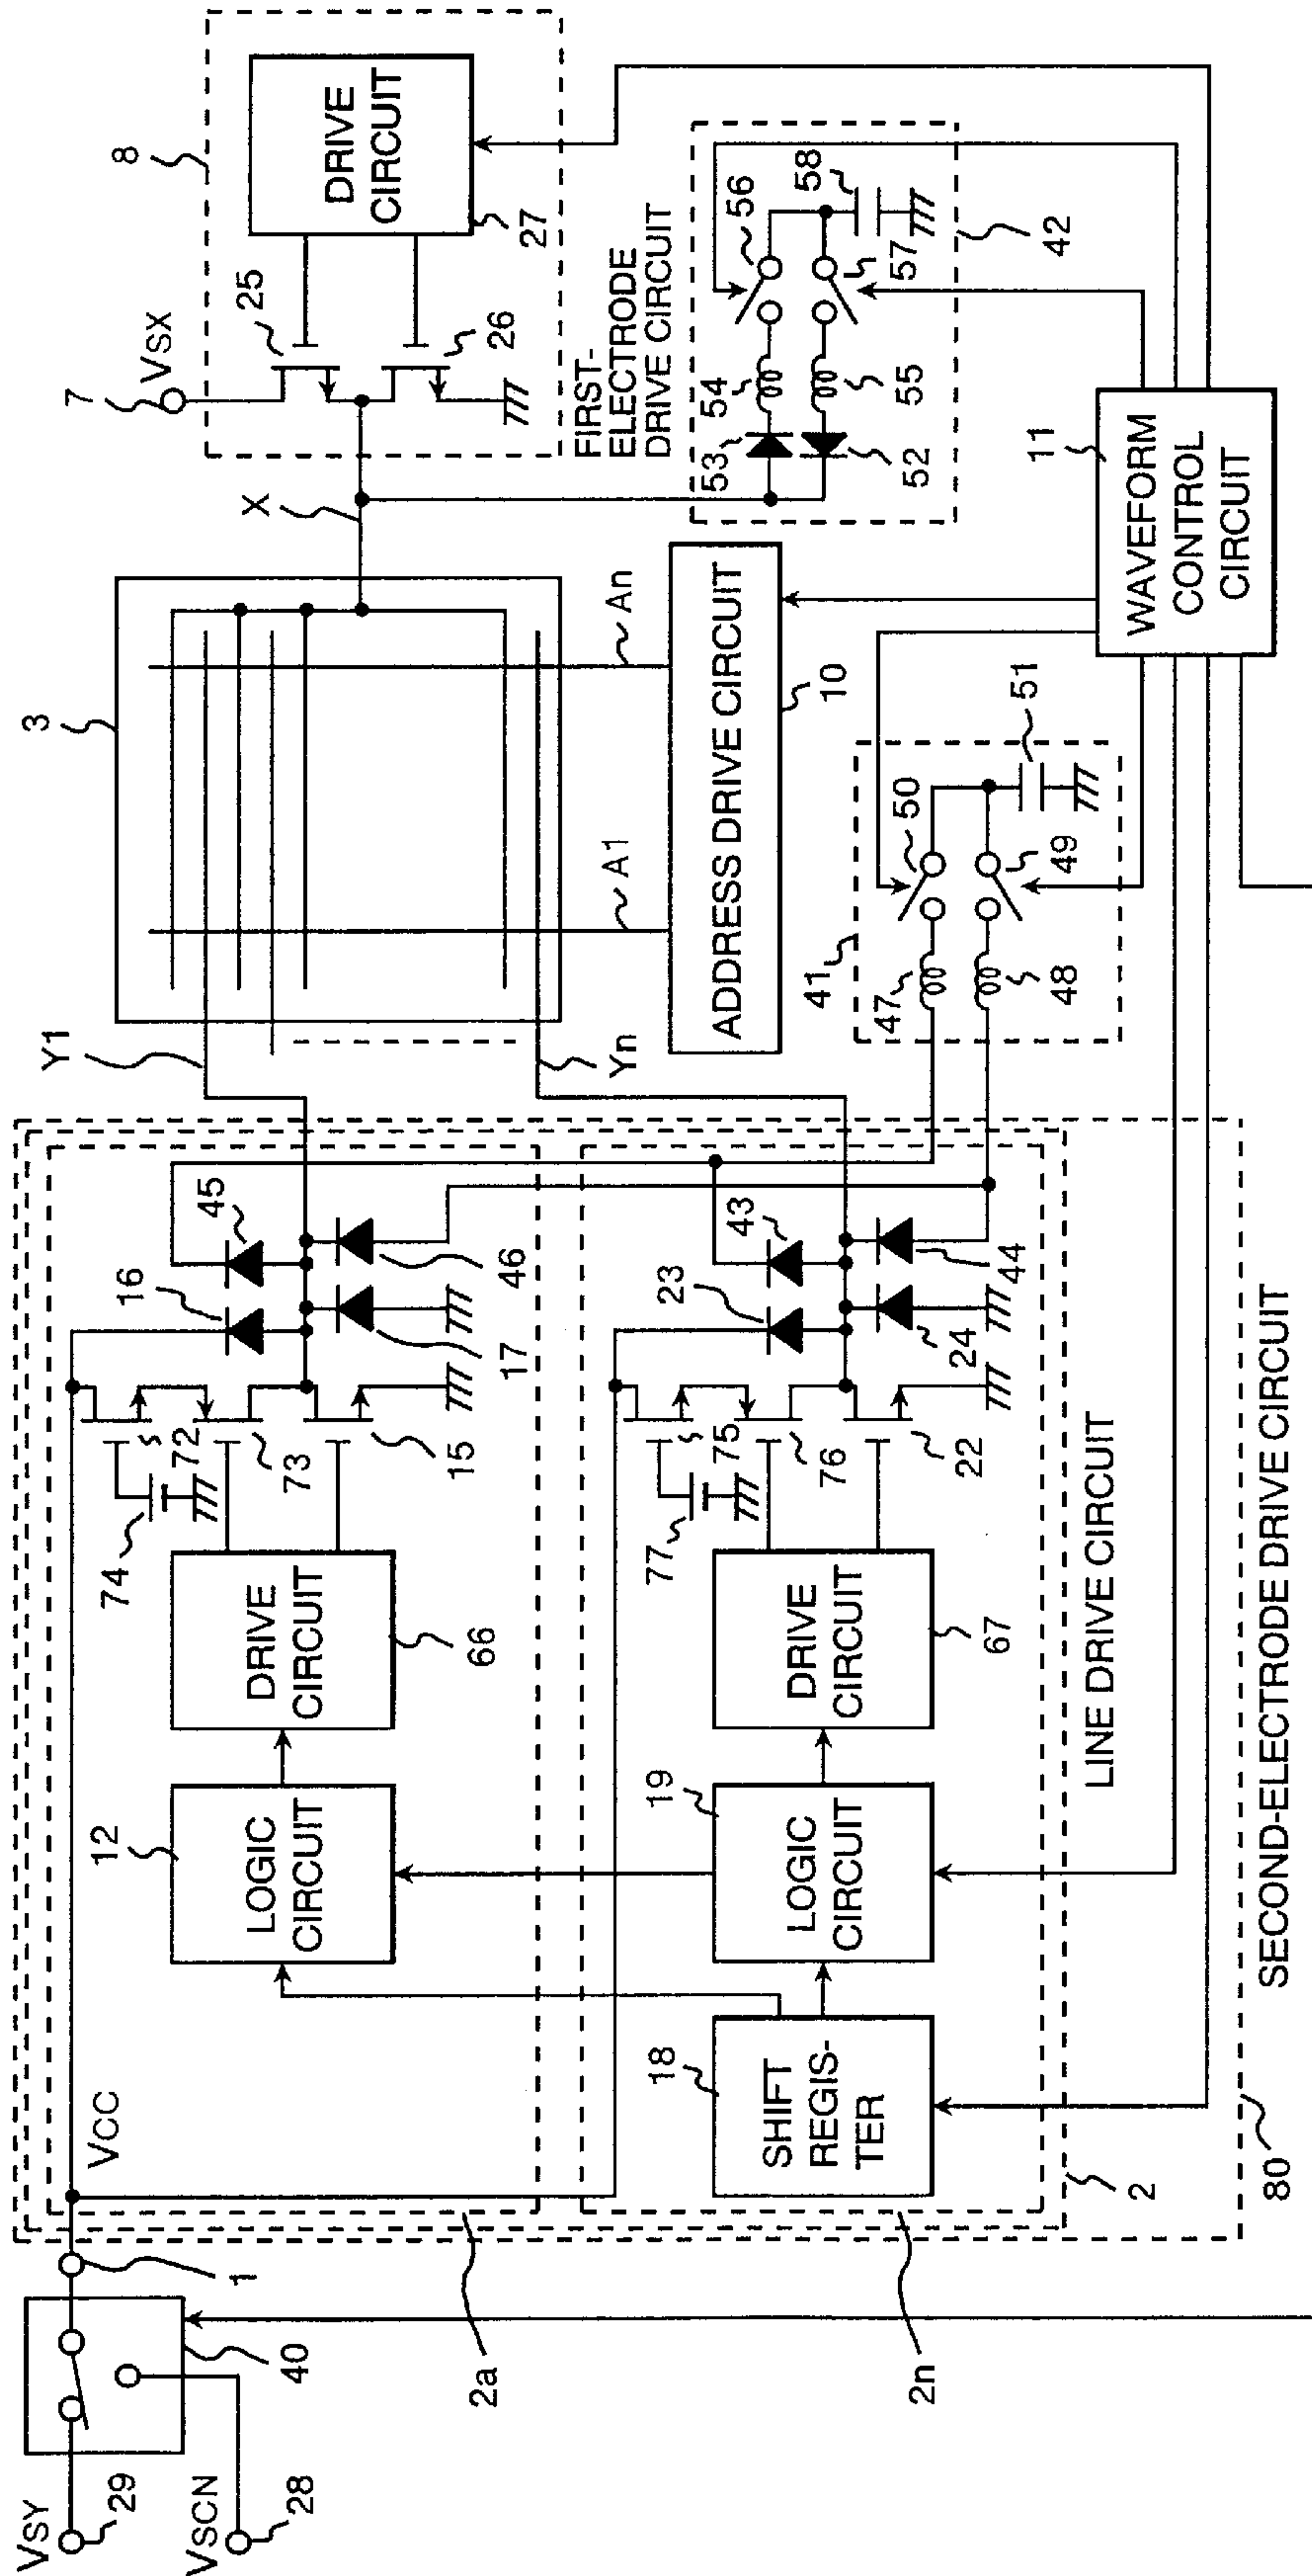 VSY
29
VSCN
28
40
1
VCC
2a
2n
12
LOGIC
CIRCUIT
DRIVE
CIRCUIT
66
74
72
73
15
16
45
17
46
18
SHIFT
REGIS-
TER
19
LOGIC
CIRCUIT
DRIVE
CIRCUIT
67
77
75
76
22
23
43
24
44
LINE DRIVE CIRCUIT
2
SECOND-ELECTRODE DRIVE CIRCUIT
80
Y1
Yn
3
A1
An
X
ADDRESS DRIVE CIRCUIT
10
41
47
48
50
49
51
7
VSX
8
25
26
DRIVE
CIRCUIT
27
FIRST-
ELECTRODE
DRIVE CIRCUIT
53
52
54
55
56
57
58
42
11
WAVEFORM
CONTROL
CIRCUIT